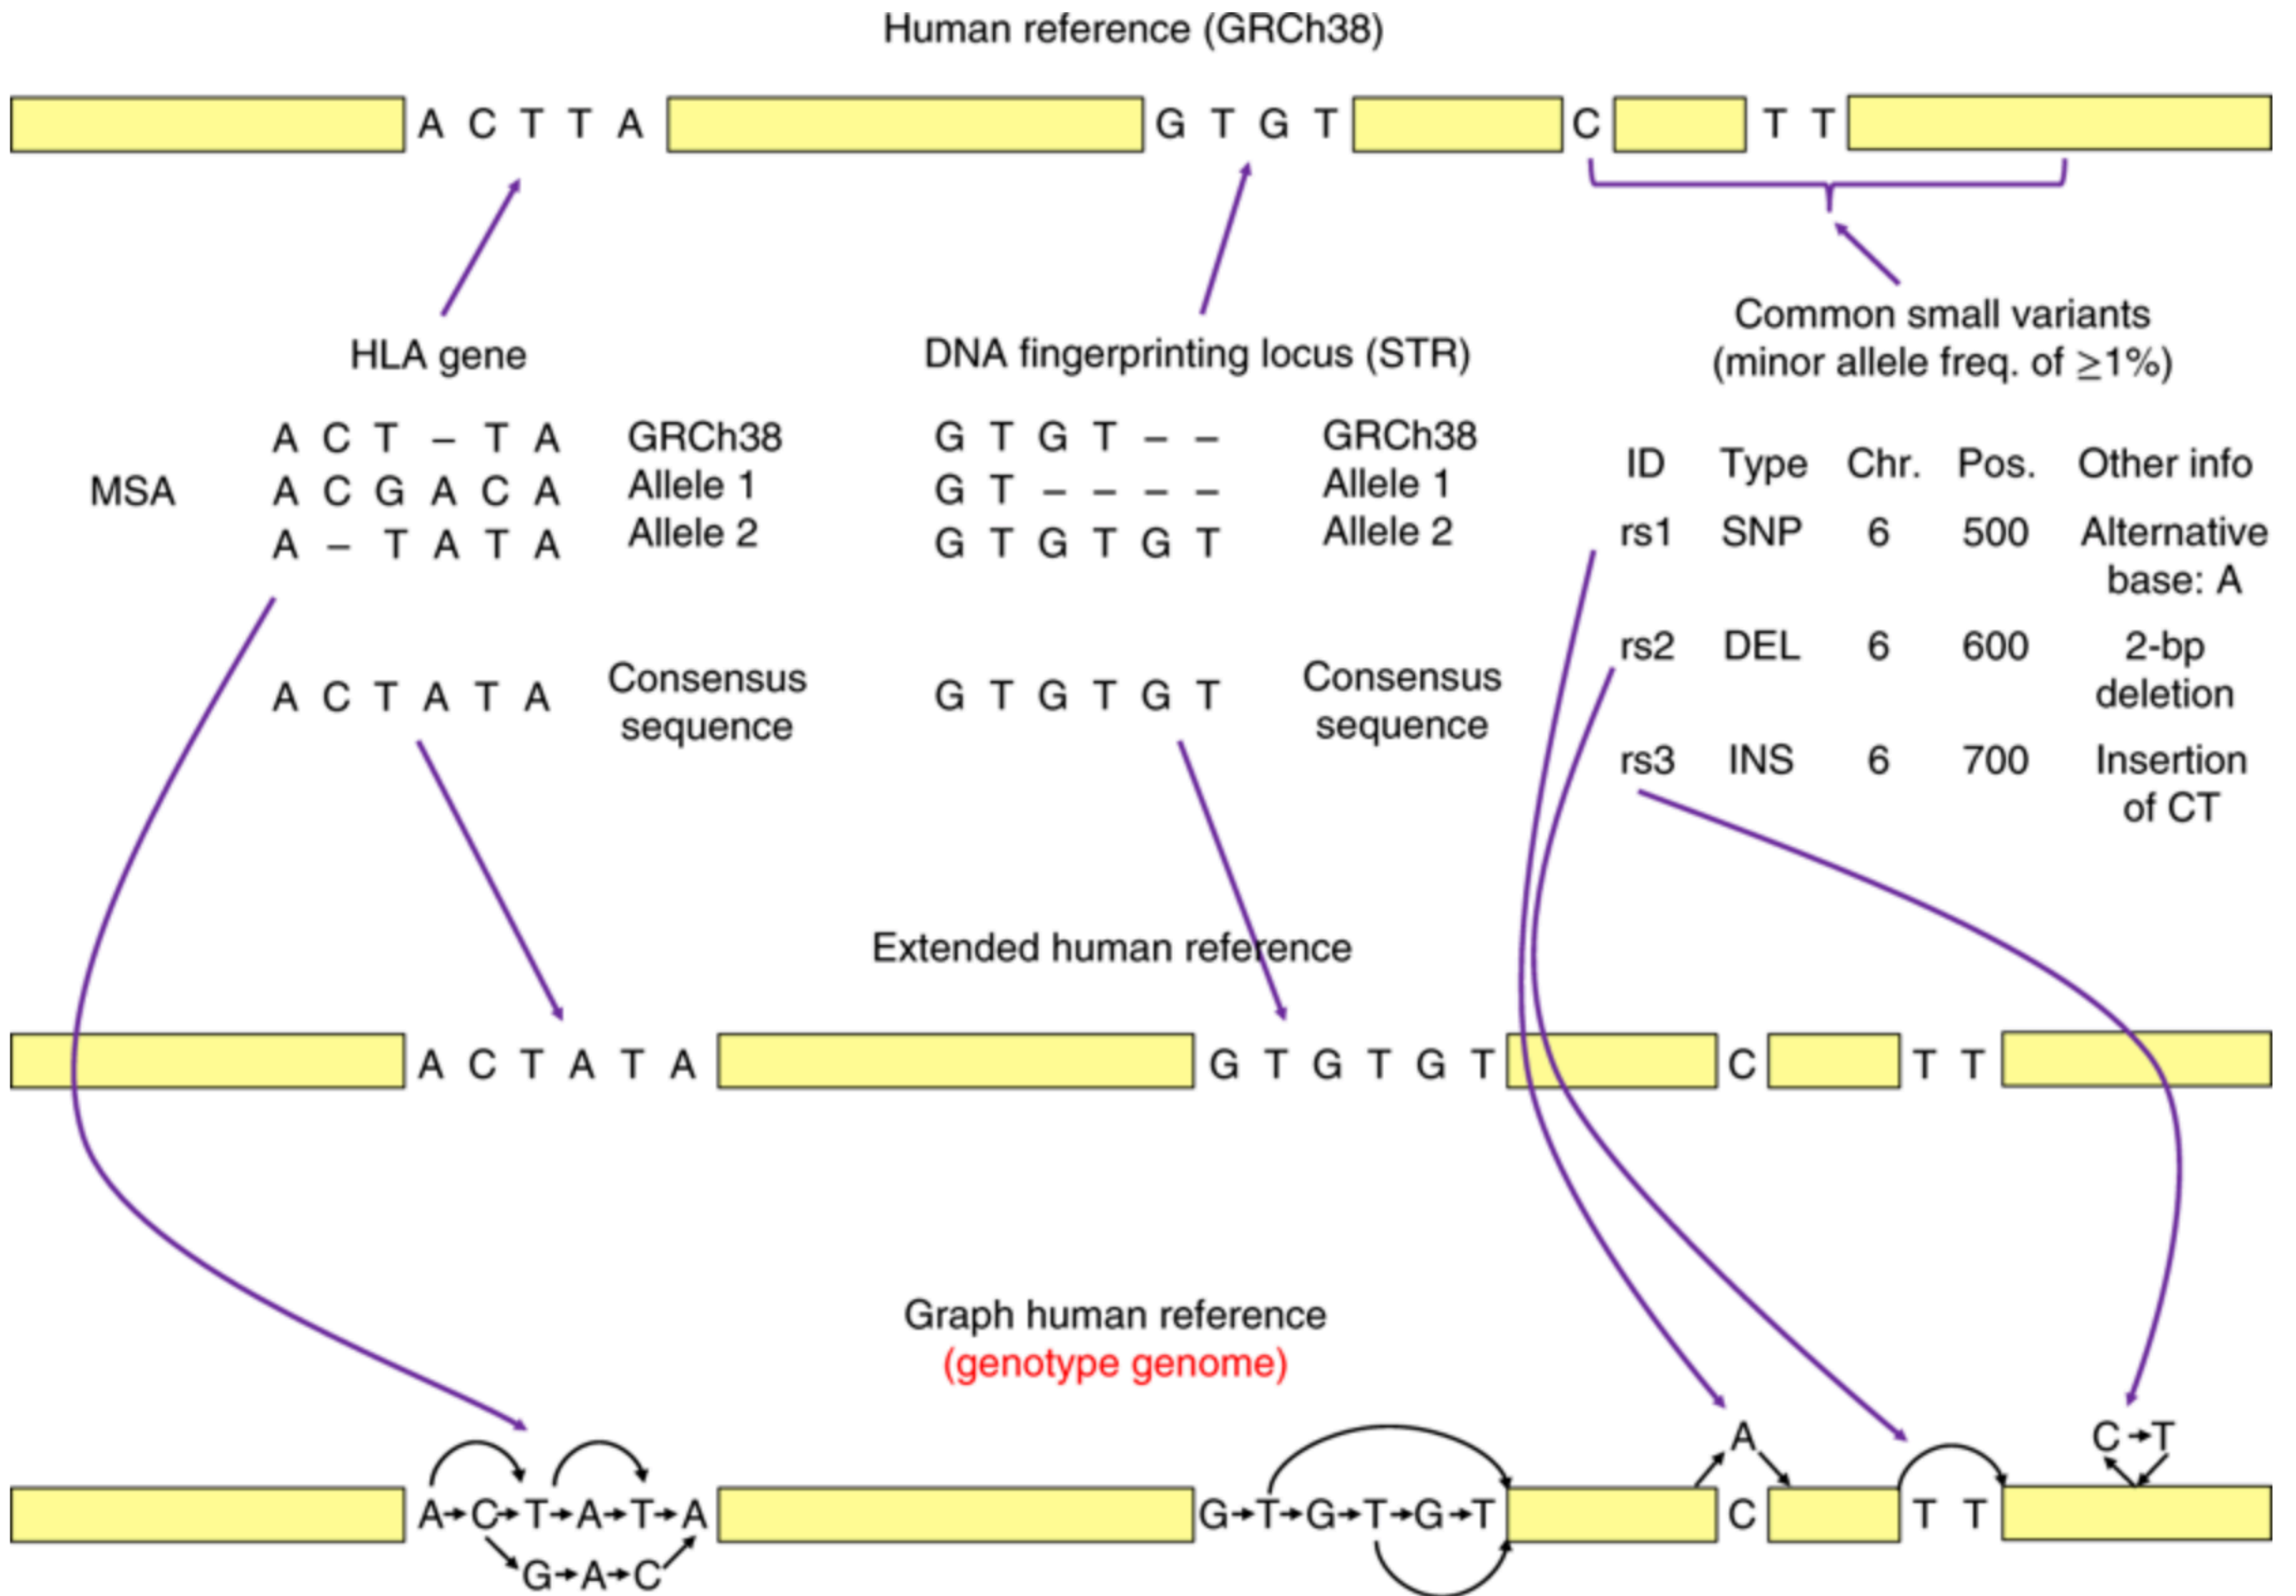 Human reference (GRCh38)
A C T T A G T G T C T T
HLA gene
DNA fingerprinting locus (STR)
Common small variants
(minor allele freq. of ≥1%)
MSA
A C T – T A GRCh38
A C G A C A Allele 1
A – T A T A Allele 2
G T G T – – GRCh38
G T – – – – Allele 1
G T G T G T Allele 2
ID Type Chr. Pos. Other info
rs1 SNP 6 500 Alternative
base: A
rs2 DEL 6 600 2-bp
deletion
rs3 INS 6 700 Insertion
of CT
A C T A T A Consensus
sequence
G T G T G T Consensus
sequence
Extended human reference
A C T A T A G T G T G T C T T
Graph human reference
(genotype genome)
A C T
A C T A T A G T G T G T C T T
G A C